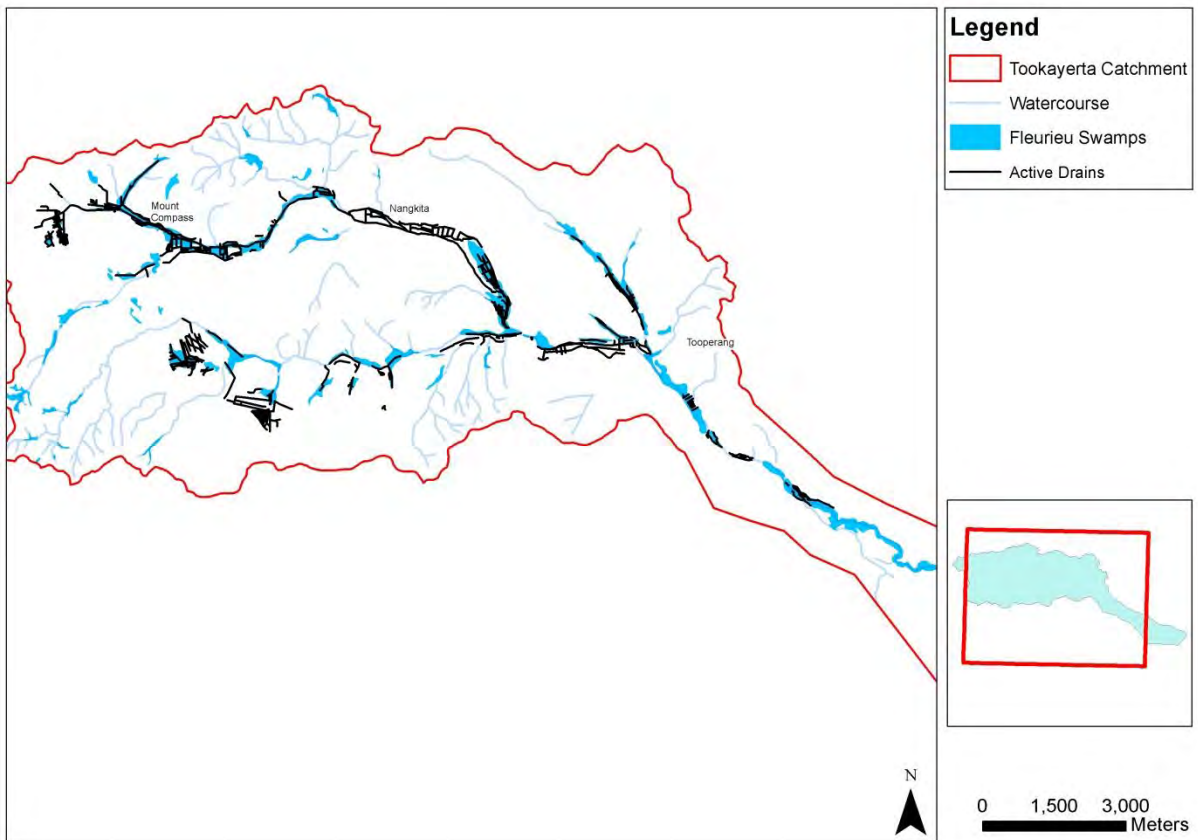 Legend
Tookayerta Catchment
Watercourse
Fleurieu Swamps
Active Drains
Mount
Compass
Nangkita
Tooperang
N
0 1,500 3,000
Meters